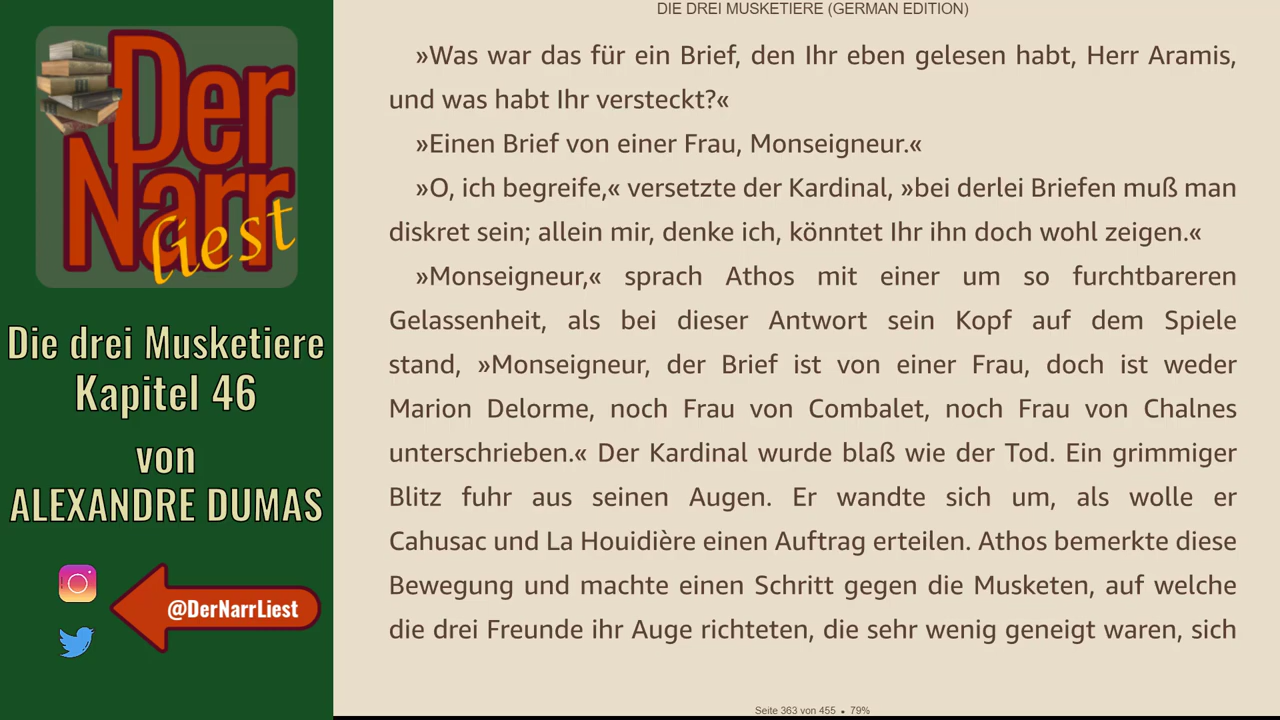 Der
Narr
liest
Die drei Musketiere
Kapitel 46
von
ALEXANDRE DUMAS
@DerNarrLiest
DIE DREI MUSKETIERE (GERMAN EDITION)
»Was war das für ein Brief, den Ihr eben gelesen habt, Herr Aramis,
und was habt Ihr versteckt?«
»Einen Brief von einer Frau, Monseigneur.«
»O, ich begreife,« versetzte der Kardinal, »bei derlei Briefen muß man
diskret sein; allein mir, denke ich, könntet Ihr ihn doch wohl zeigen.«
»Monseigneur,« sprach Athos mit einer um so furchtbareren
Gelassenheit, als bei dieser Antwort sein Kopf auf dem Spiele
stand, »Monseigneur, der Brief ist von einer Frau, doch ist weder
Marion Delorme, noch Frau von Combalet, noch Frau von Chalnes
unterschrieben.« Der Kardinal wurde blaß wie der Tod. Ein grimmiger
Blitz fuhr aus seinen Augen. Er wandte sich um, als wolle er
Cahusac und La Houidière einen Auftrag erteilen. Athos bemerkte diese
Bewegung und machte einen Schritt gegen die Musketen, auf welche
die drei Freunde ihr Auge richteten, die sehr wenig geneigt waren, sich
Seite 363 von 455 • 79%